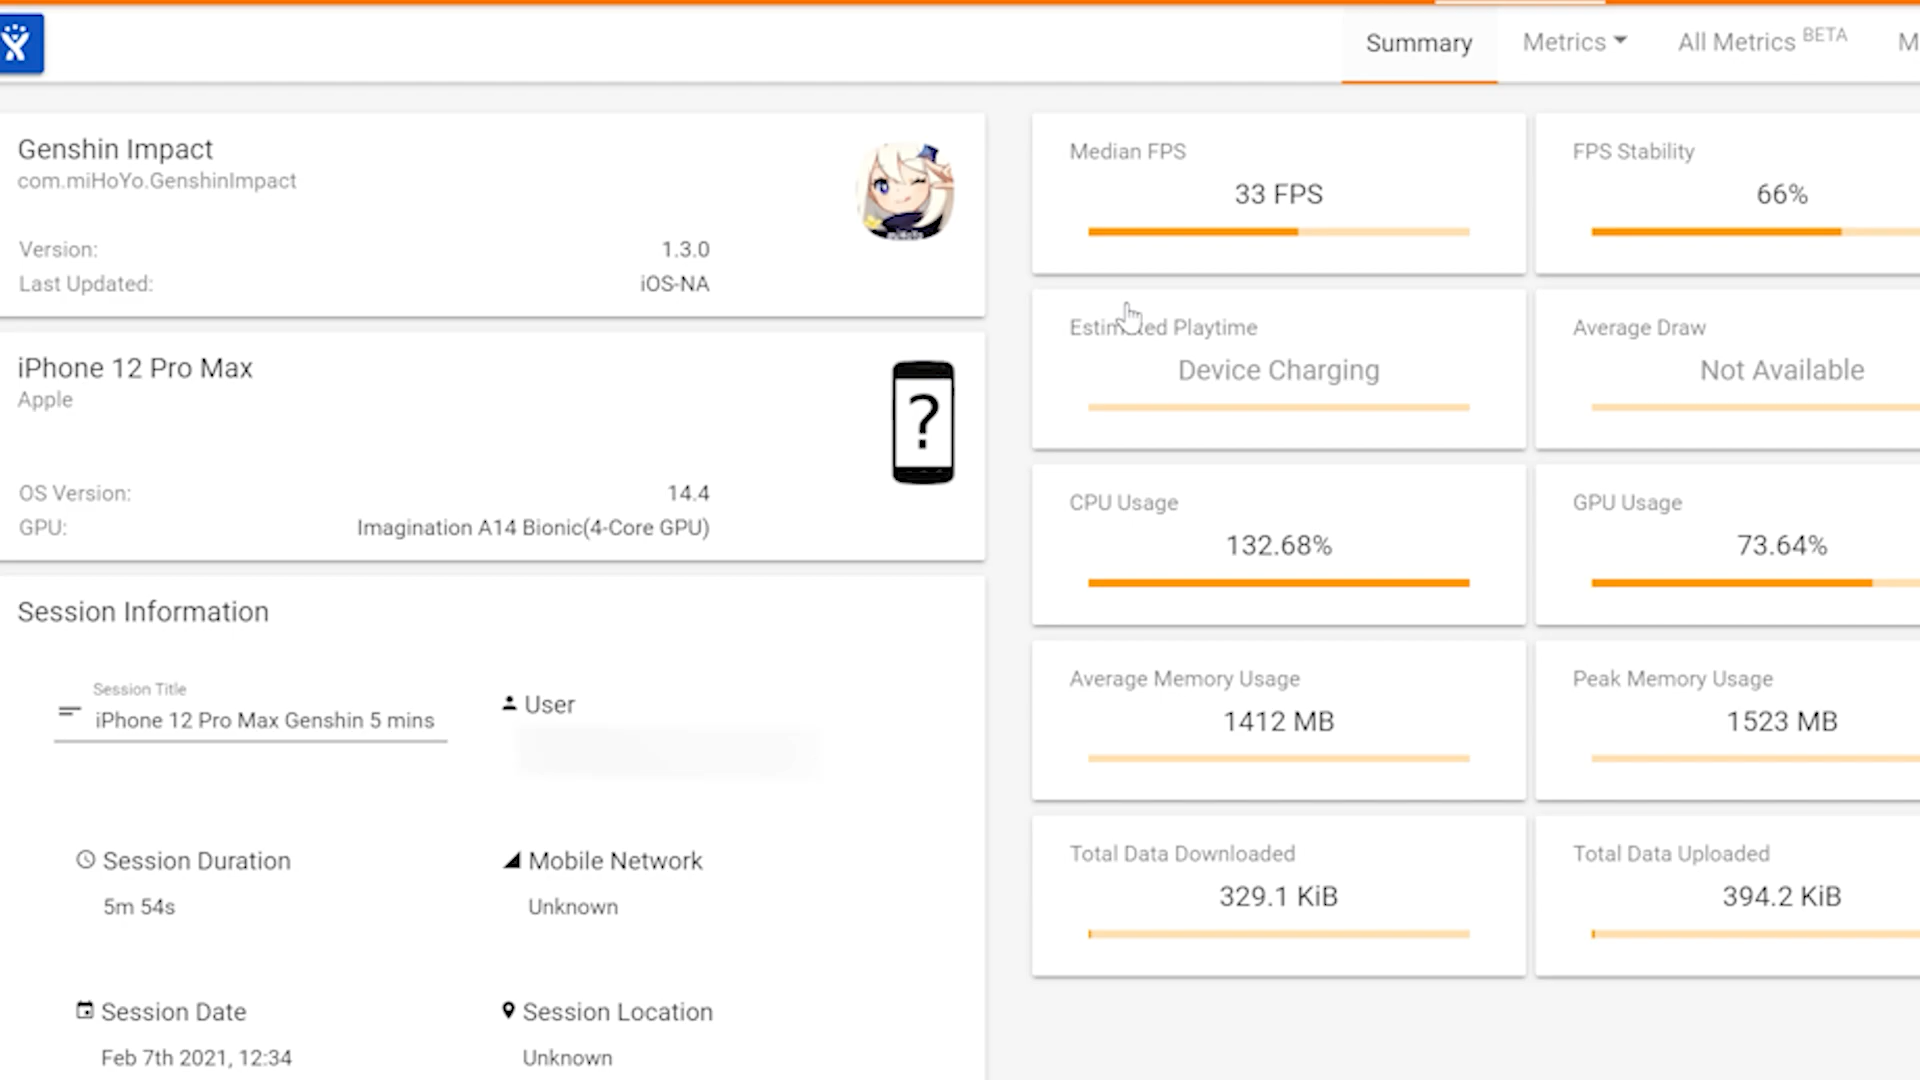 Summary
Metrics
All Metrics BETA
M
Genshin Impact
com.miHoYo.GenshinImpact
Version: 1.3.0
Last Updated: iOS-NA
iPhone 12 Pro Max
Apple
?
OS Version: 14.4
GPU: Imagination A14 Bionic(4-Core GPU)
Session Information
Session Title
iPhone 12 Pro Max Genshin 5 mins
User
Session Duration
5m 54s
Mobile Network
Unknown
Session Date
Feb 7th 2021, 12:34
Session Location
Unknown
Median FPS
33 FPS
FPS Stability
66%
Estimated Playtime
Device Charging
Average Draw
Not Available
CPU Usage
132.68%
GPU Usage
73.64%
Average Memory Usage
1412 MB
Peak Memory Usage
1523 MB
Total Data Downloaded
329.1 KiB
Total Data Uploaded
394.2 KiB